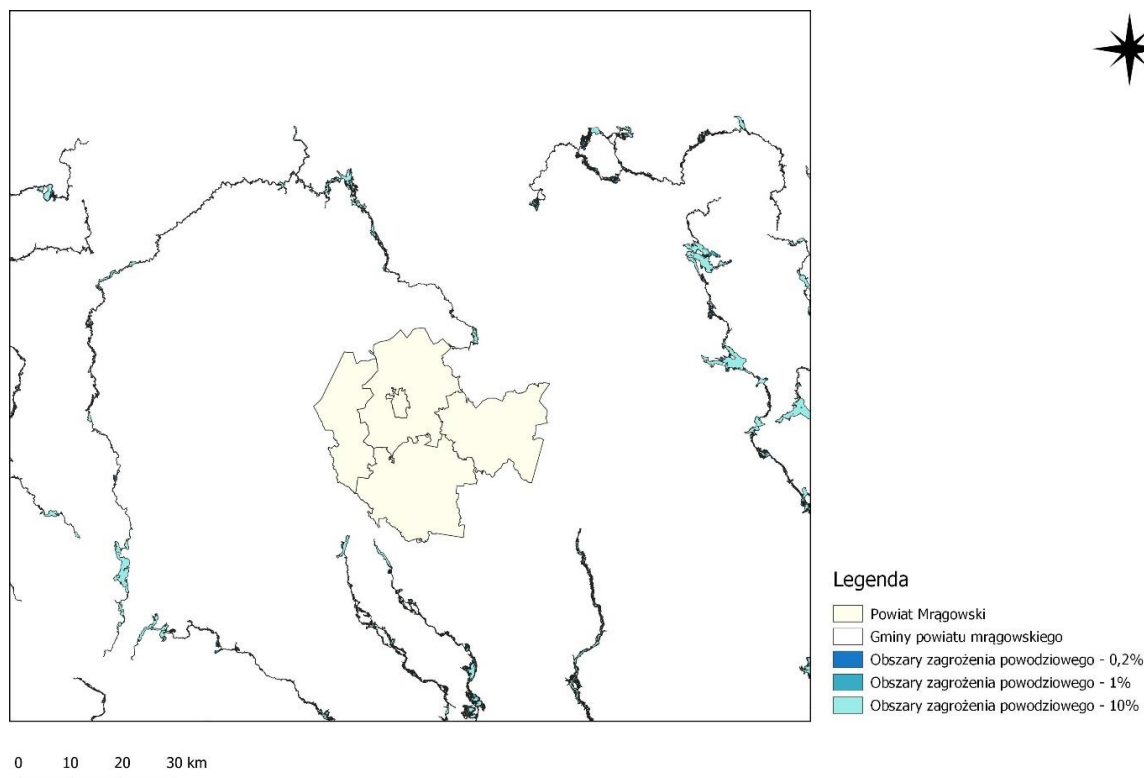 Legenda
Powiat Mrągowski
Gminy powiatu mrągowskiego
Obszary zagrożenia powodziowego - 0,2%
Obszary zagrożenia powodziowego - 1%
Obszary zagrożenia powodziowego - 10%
0 10 20 30 km